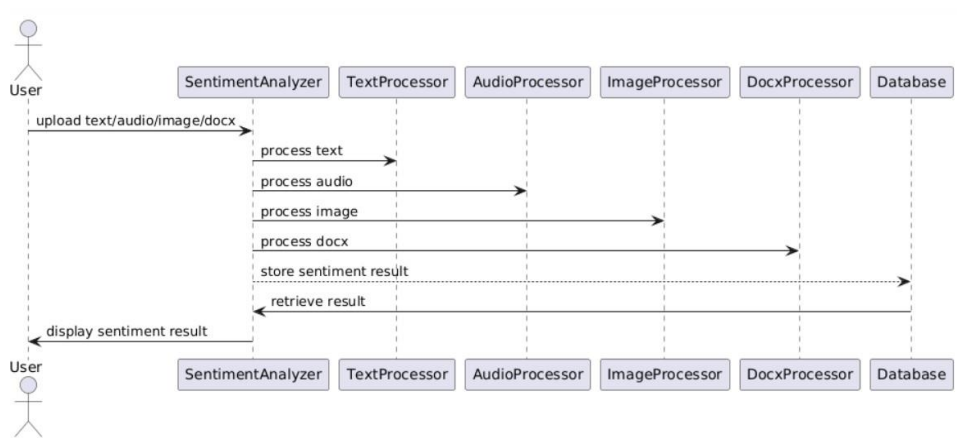 User
SentimentAnalyzer TextProcessor AudioProcessor ImageProcessor DocxProcessor Database
upload text/audio/image/docx
process text
process audio
process image
process docx
store sentiment result
retrieve result
display sentiment result
User
SentimentAnalyzer TextProcessor AudioProcessor ImageProcessor DocxProcessor Database